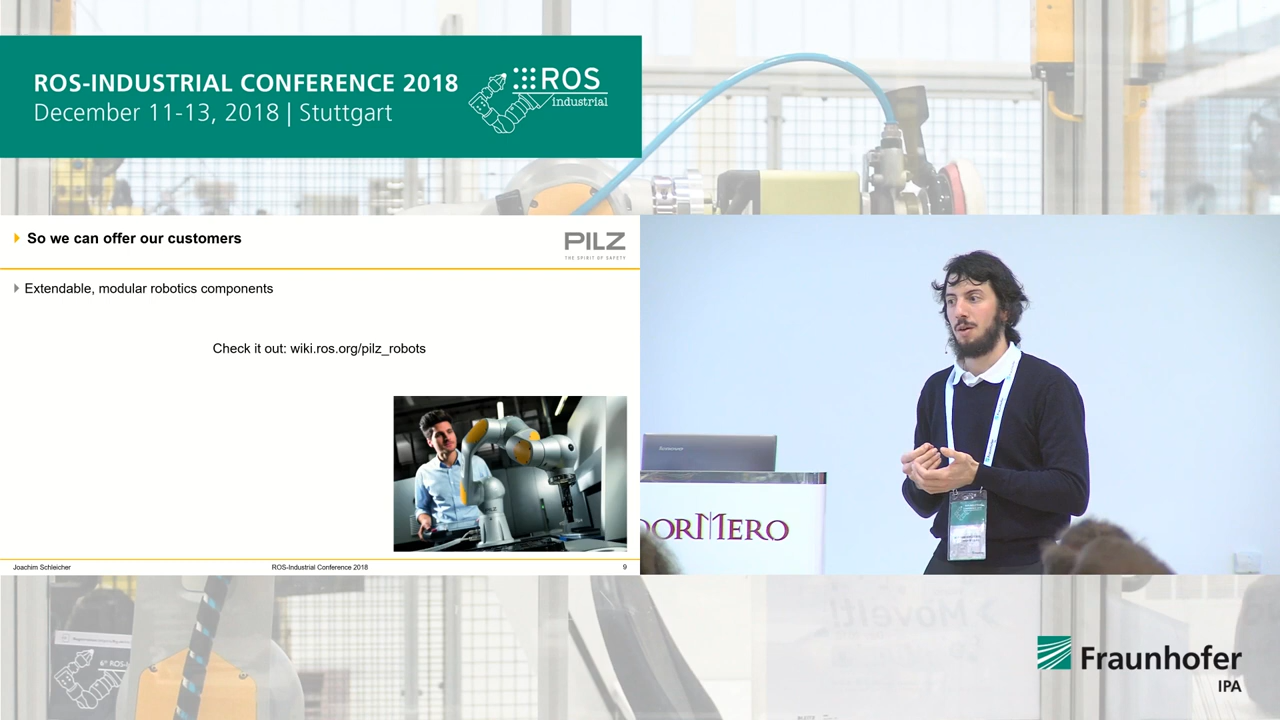 ROS-INDUSTRIAL CONFERENCE 2018
December 11-13, 2018 | Stuttgart
ROS
industrial
So we can offer our customers
PILZ
THE SPIRIT OF SAFETY
Extendable, modular robotics components
Check it out: wiki.ros.org/pilz_robots
PILZ
Joachim Schleicher
ROS-Industrial Conference 2018
9
DORMERO
MoveIt!
Fraunhofer
IPA